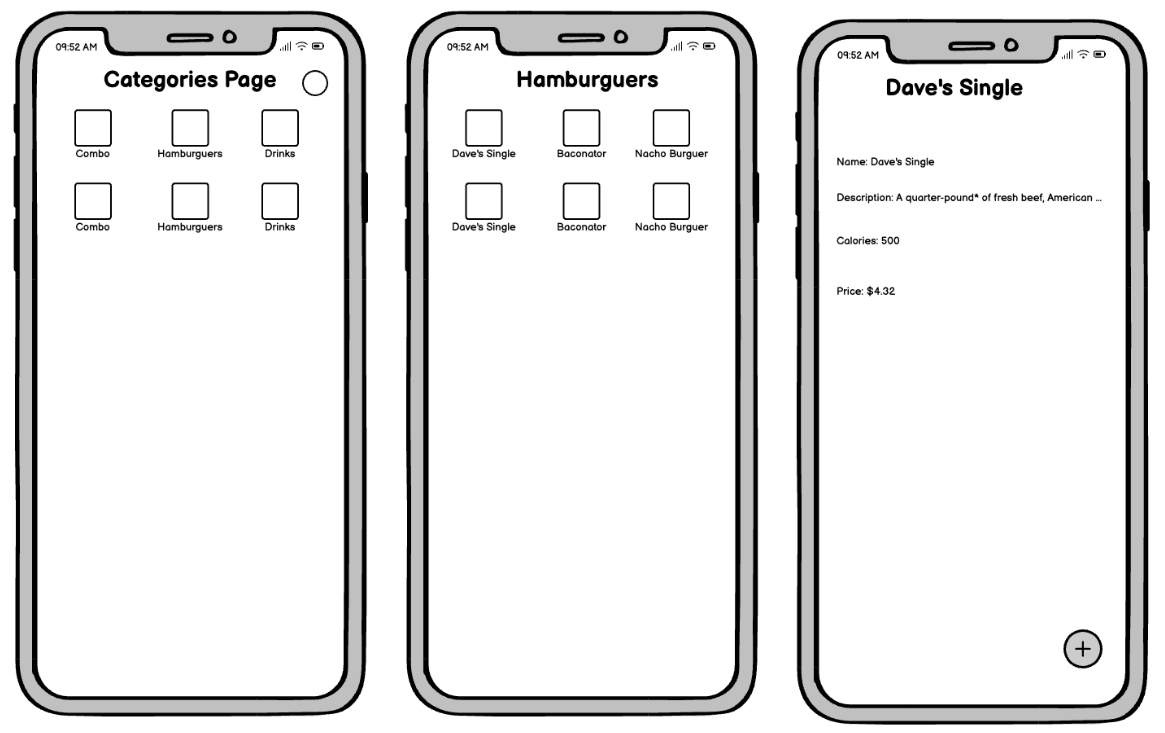 09:52 AM
Categories Page
Combo
Hamburguers
Drinks
Combo
Hamburguers
Drinks
09:52 AM
Hamburguers
Dave's Single
Baconator
Nacho Burguer
Dave's Single
Baconator
Nacho Burguer
09:52 AM
Dave's Single
Name: Dave's Single
Description: A quarter-pound* of fresh beef, American ...
Calories: 500
Price: $4.32
+